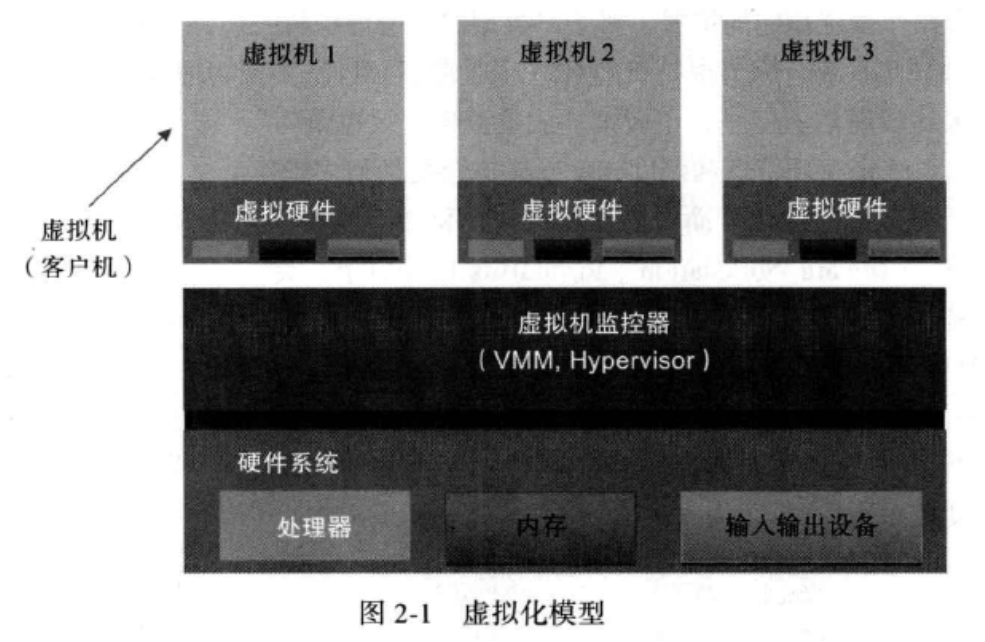 虚拟机 1
虚拟机 2
虚拟机 3
虚拟硬件
虚拟硬件
虚拟硬件
虚拟机
（客户机）
虚拟机监控器
（VMM, Hypervisor）
硬件系统
处理器
内存
输入输出设备
图 2-1 虚拟化模型